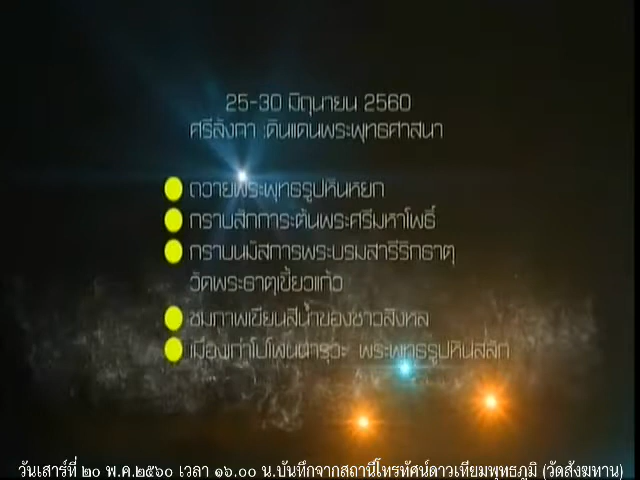 25-30 มิถุนายน 2560
ศรีลังกา :ดินแดนพระพุทธศาสนา
ถวายพระพุทธรูปหินหยก
กราบสักการะต้นพระศรีมหาโพธิ์
กราบนมัสการพระบรมสารีริกธาตุ
วัดพระธาตุเขี้ยวแก้ว
ชมภาพเขียนสีน้ำของชาวสิงหล
เมืองเก่าโปโฬนนารุวะ พระพุทธรูปหินสลัก
วันเสาร์ที่ ๒๐ พ.ค.๒๕๖๐ เวลา ๑๖.๐๐ น.บันทึกจากสถานีโทรทัศน์ดาวเทียมพุทธภูมิ (วัดสังฆทาน)